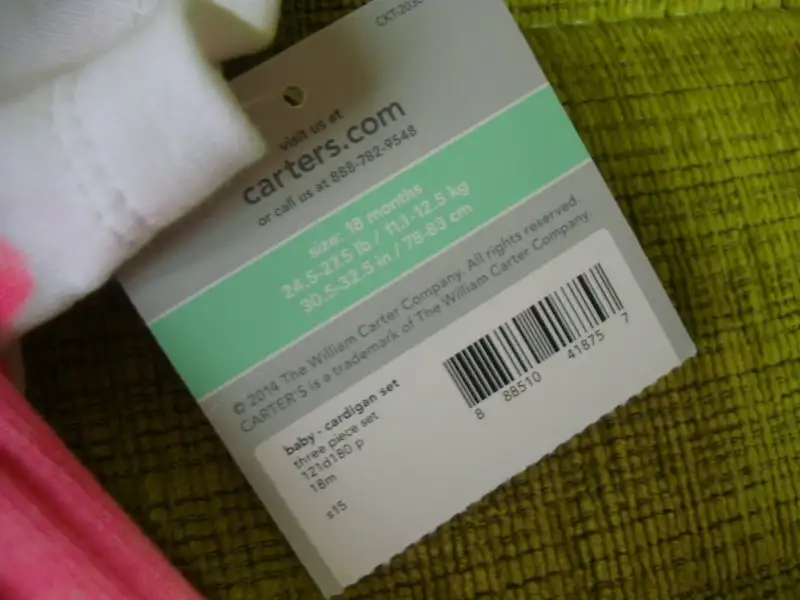 visit us at
carters.com
or call us at 888-782-9548
size: 18 months
24.5-27.5 lb / 11.1-12.5 kg
30.5-32.5 in / 78-83 cm
© 2014 The William Carter Company. All rights reserved.
CARTER'S is a trademark of The William Carter Company.
baby - cardigan set
three piece set
121d180 p
18m
s15
8 88510 41875 7